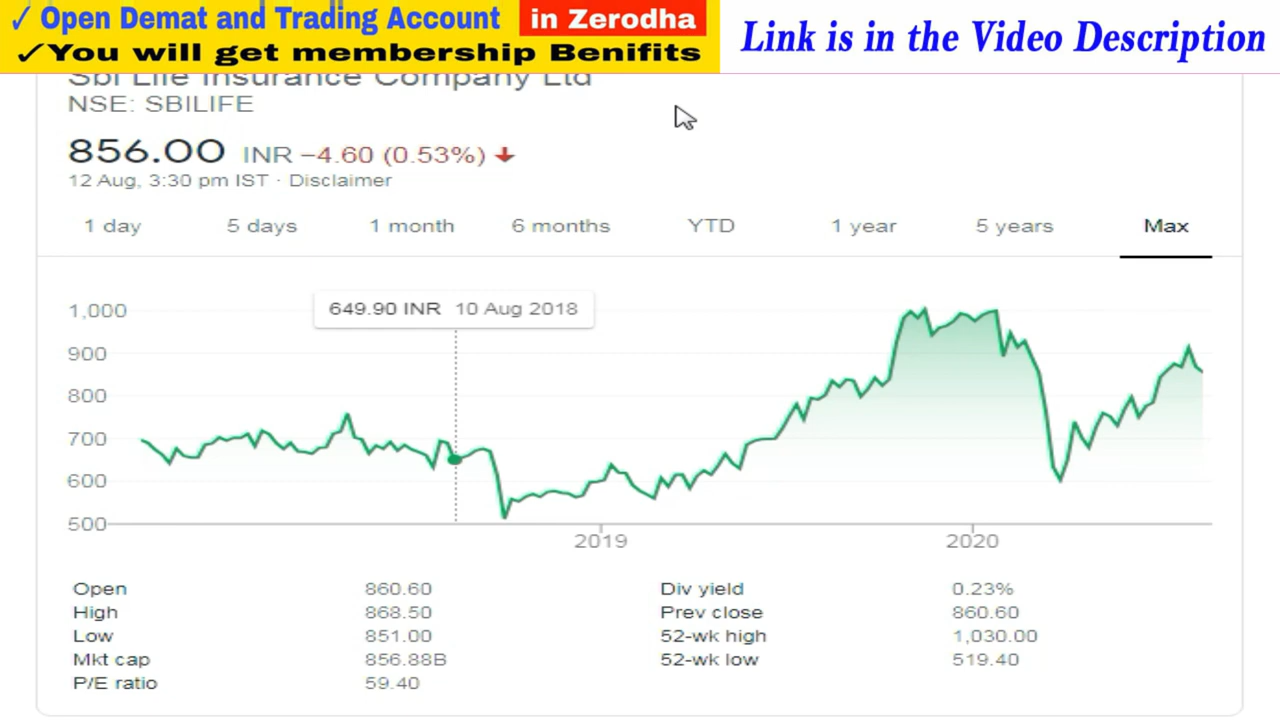 ✓ Open Demat and Trading Account in Zerodha
✓You will get membership Benifits
Link is in the Video Description
Sbi Life Insurance Company Ltd
NSE: SBILIFE
856.00 INR −4.60 (0.53%) ↓
12 Aug, 3:30 pm IST · Disclaimer
1 day 5 days 1 month 6 months YTD 1 year 5 years Max
649.90 INR 10 Aug 2018
1,000
900
800
700
600
500
2019 2020
Open 860.60 Div yield 0.23%
High 868.50 Prev close 860.60
Low 851.00 52-wk high 1,030.00
Mkt cap 856.88B 52-wk low 519.40
P/E ratio 59.40